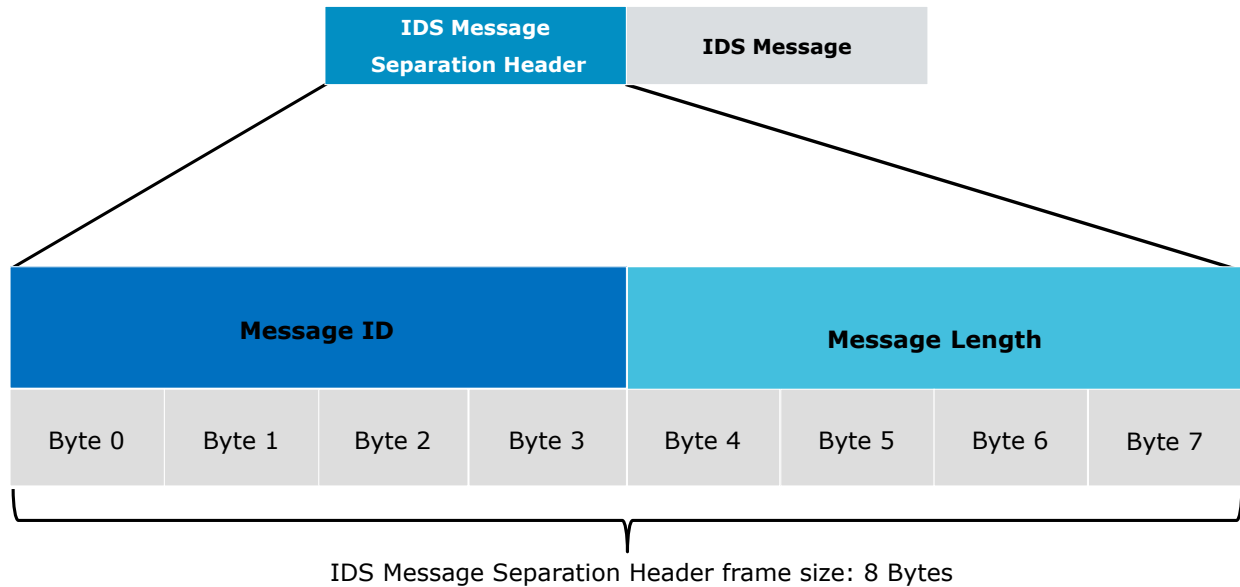 IDS Message
Separation Header
IDS Message
Message ID
Message Length
Byte 0
Byte 1
Byte 2
Byte 3
Byte 4
Byte 5
Byte 6
Byte 7
IDS Message Separation Header frame size: 8 Bytes